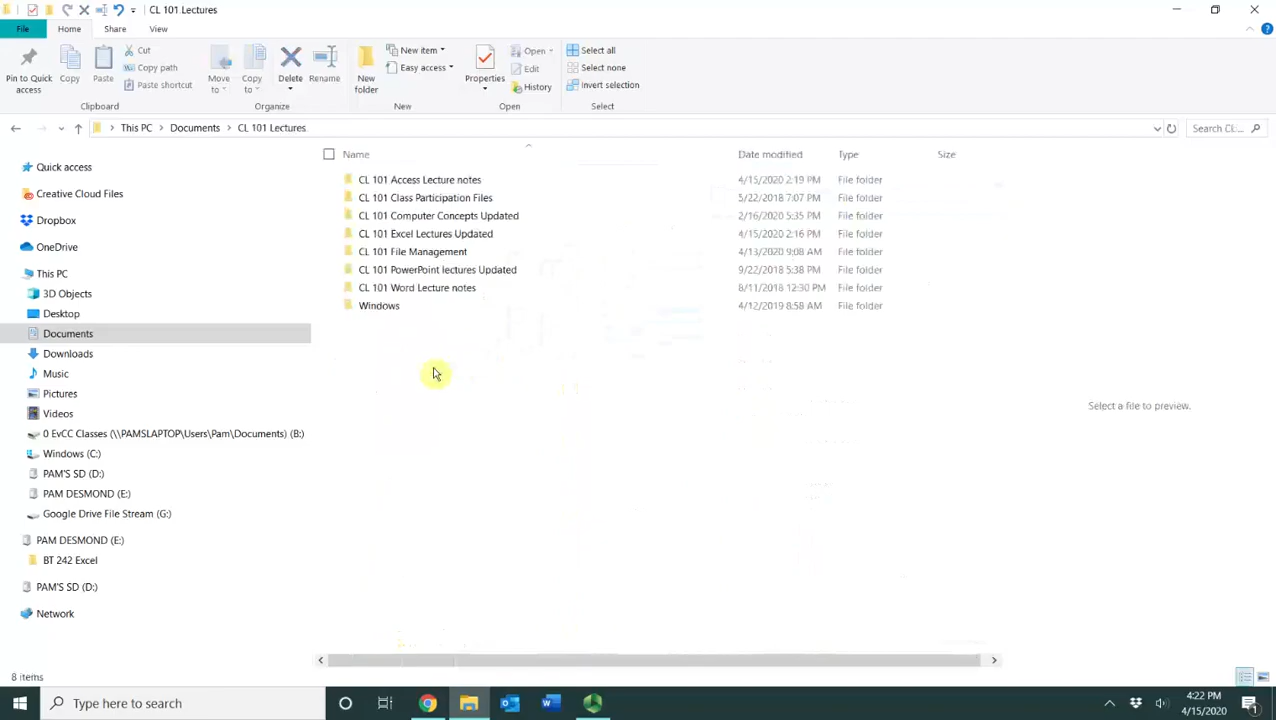 CL 101 Lectures
File Home Share View
Pin to Quick access
Copy
Paste
Cut
Copy path
Paste shortcut
Clipboard
Move to
Copy to
Delete
Rename
Organize
New folder
New item
Easy access
New
Properties
Open
Edit
History
Open
Select all
Select none
Invert selection
Select
This PC > Documents > CL 101 Lectures
Search CL...
Name Date modified Type Size
CL 101 Access Lecture notes 4/15/2020 2:19 PM File folder
CL 101 Class Participation Files 5/22/2018 7:07 PM File folder
CL 101 Computer Concepts Updated 2/16/2020 5:35 PM File folder
CL 101 Excel Lectures Updated 4/15/2020 2:16 PM File folder
CL 101 File Management 4/13/2020 9:08 AM File folder
CL 101 PowerPoint lectures Updated 9/22/2018 5:38 PM File folder
CL 101 Word Lecture notes 8/11/2018 12:30 PM File folder
Windows 4/12/2019 8:58 AM File folder
Quick access
Creative Cloud Files
Dropbox
OneDrive
This PC
3D Objects
Desktop
Documents
Downloads
Music
Pictures
Videos
0 EvCC Classes (\\PAMSLAPTOP\Users\Pam\Documents) (B:)
Windows (C:)
PAM'S SD (D:)
PAM DESMOND (E:)
Google Drive File Stream (G:)
PAM DESMOND (E:)
BT 242 Excel
PAM'S SD (D:)
Network
Select a file to preview.
8 items
Type here to search
4:22 PM
4/15/2020
1